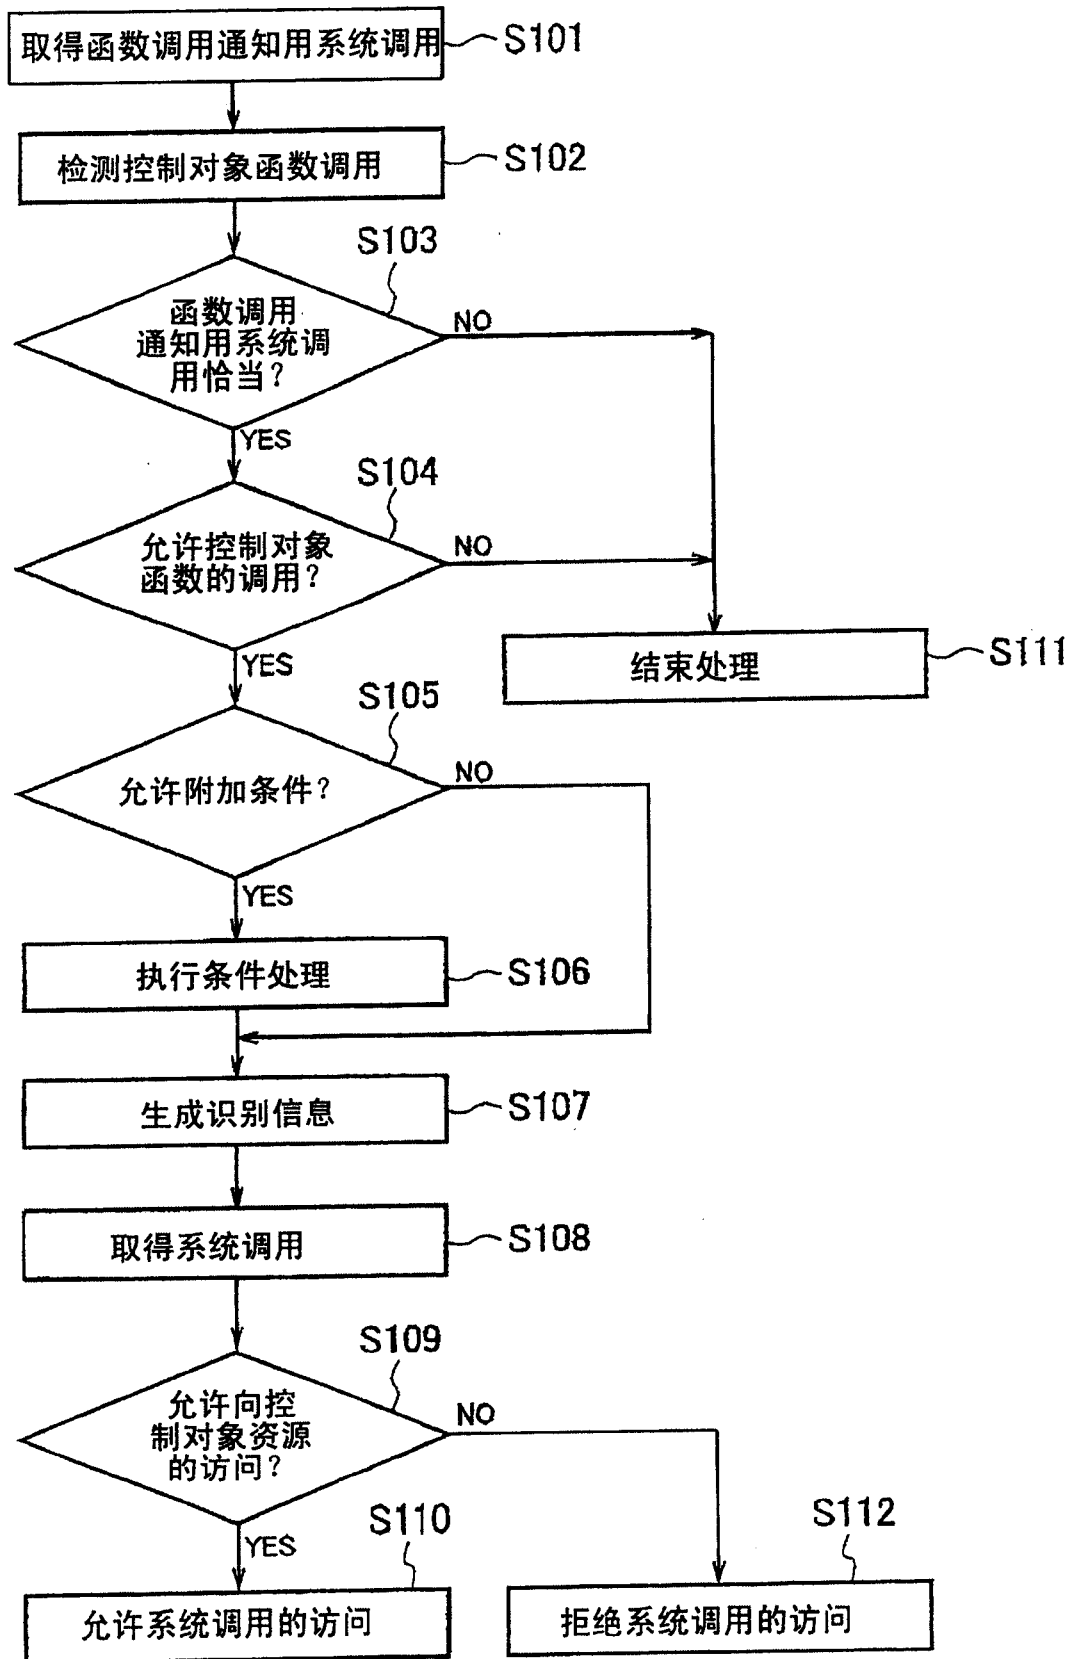 取得函数调用通知用系统调用
S101
检测控制对象函数调用
S102
S103
函数调用
通知用系统调
用恰当？
NO
YES
S104
允许控制对象
函数的调用？
NO
YES
结束处理
S111
S105
允许附加条件？
NO
YES
执行条件处理
S106
生成识别信息
S107
取得系统调用
S108
S109
允许向控
制对象资源
的访问？
NO
YES
S110
允许系统调用的访问
S112
拒绝系统调用的访问